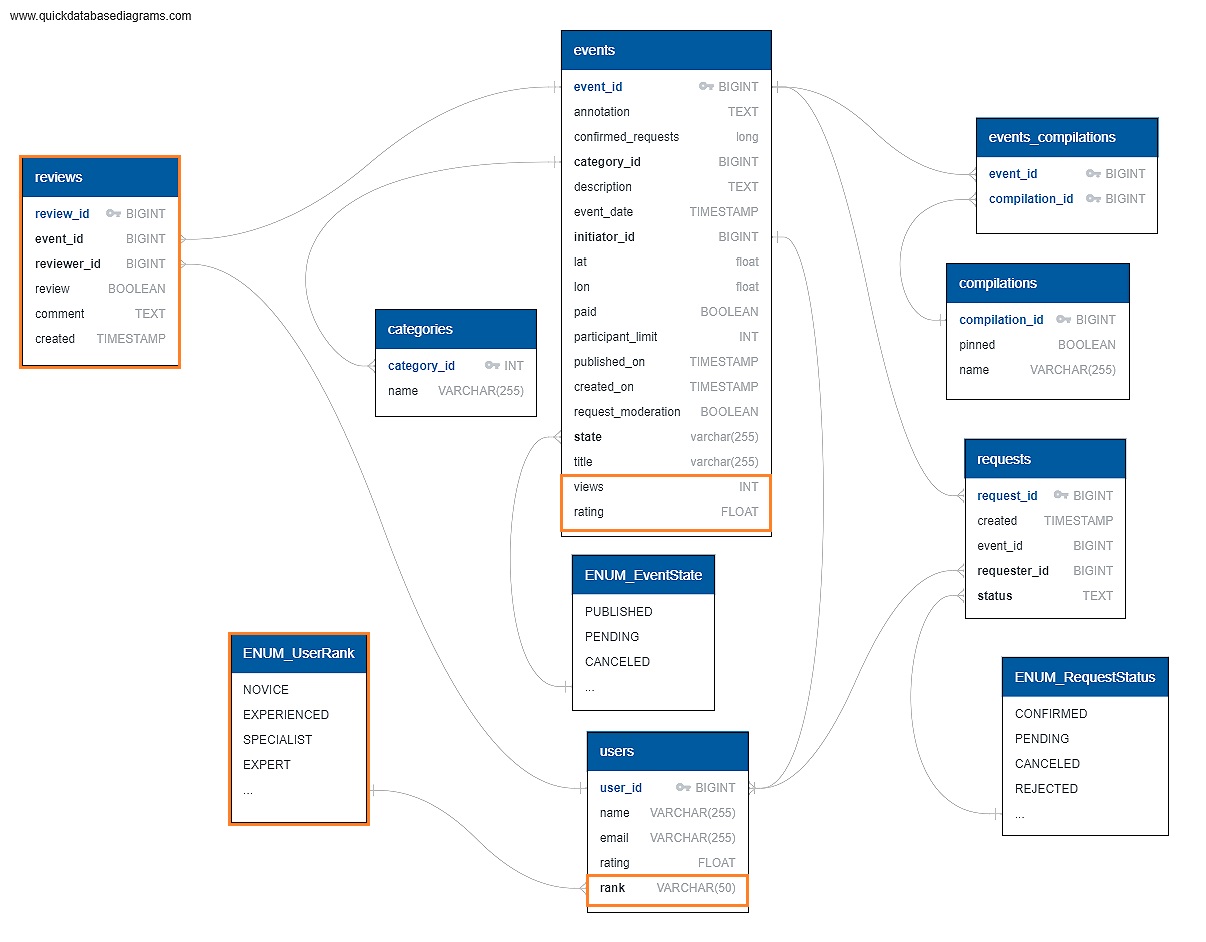 www.quickdatabasediagrams.com
events
event_id BIGINT
annotation TEXT
confirmed_requests long
category_id BIGINT
description TEXT
event_date TIMESTAMP
initiator_id BIGINT
lat float
lon float
paid BOOLEAN
participant_limit INT
published_on TIMESTAMP
created_on TIMESTAMP
request_moderation BOOLEAN
state varchar(255)
title varchar(255)
views INT
rating FLOAT
reviews
review_id BIGINT
event_id BIGINT
reviewer_id BIGINT
review BOOLEAN
comment TEXT
created TIMESTAMP
categories
category_id INT
name VARCHAR(255)
events_compilations
event_id BIGINT
compilation_id BIGINT
compilations
compilation_id BIGINT
pinned BOOLEAN
name VARCHAR(255)
requests
request_id BIGINT
created TIMESTAMP
event_id BIGINT
requester_id BIGINT
status TEXT
ENUM_EventState
PUBLISHED
PENDING
CANCELED
...
ENUM_UserRank
NOVICE
EXPERIENCED
SPECIALIST
EXPERT
...
users
user_id BIGINT
name VARCHAR(255)
email VARCHAR(255)
rating FLOAT
rank VARCHAR(50)
ENUM_RequestStatus
CONFIRMED
PENDING
CANCELED
REJECTED
...